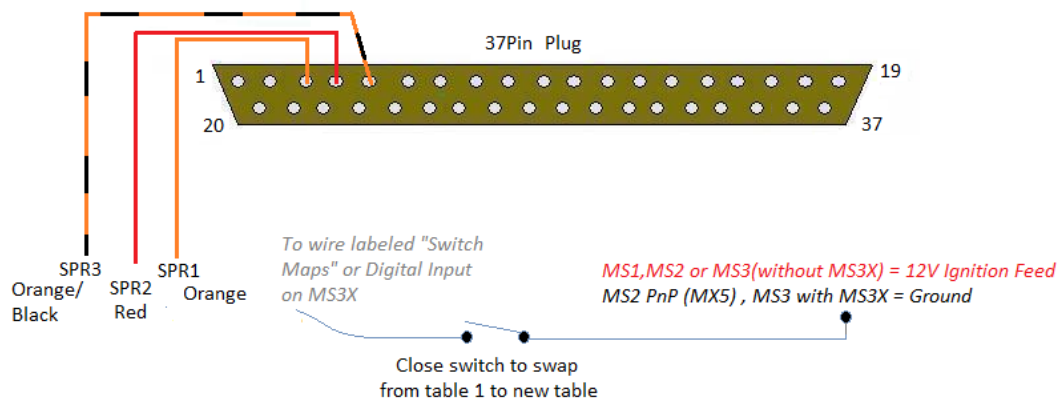 37Pin Plug
1
19
20
37
SPR3
Orange/
Black
SPR2
Red
SPR1
Orange
To wire labeled "Switch
Maps" or Digital Input
on MS3X
MS1,MS2 or MS3(without MS3X) = 12V Ignition Feed
MS2 PnP (MX5) , MS3 with MS3X = Ground
Close switch to swap
from table 1 to new table